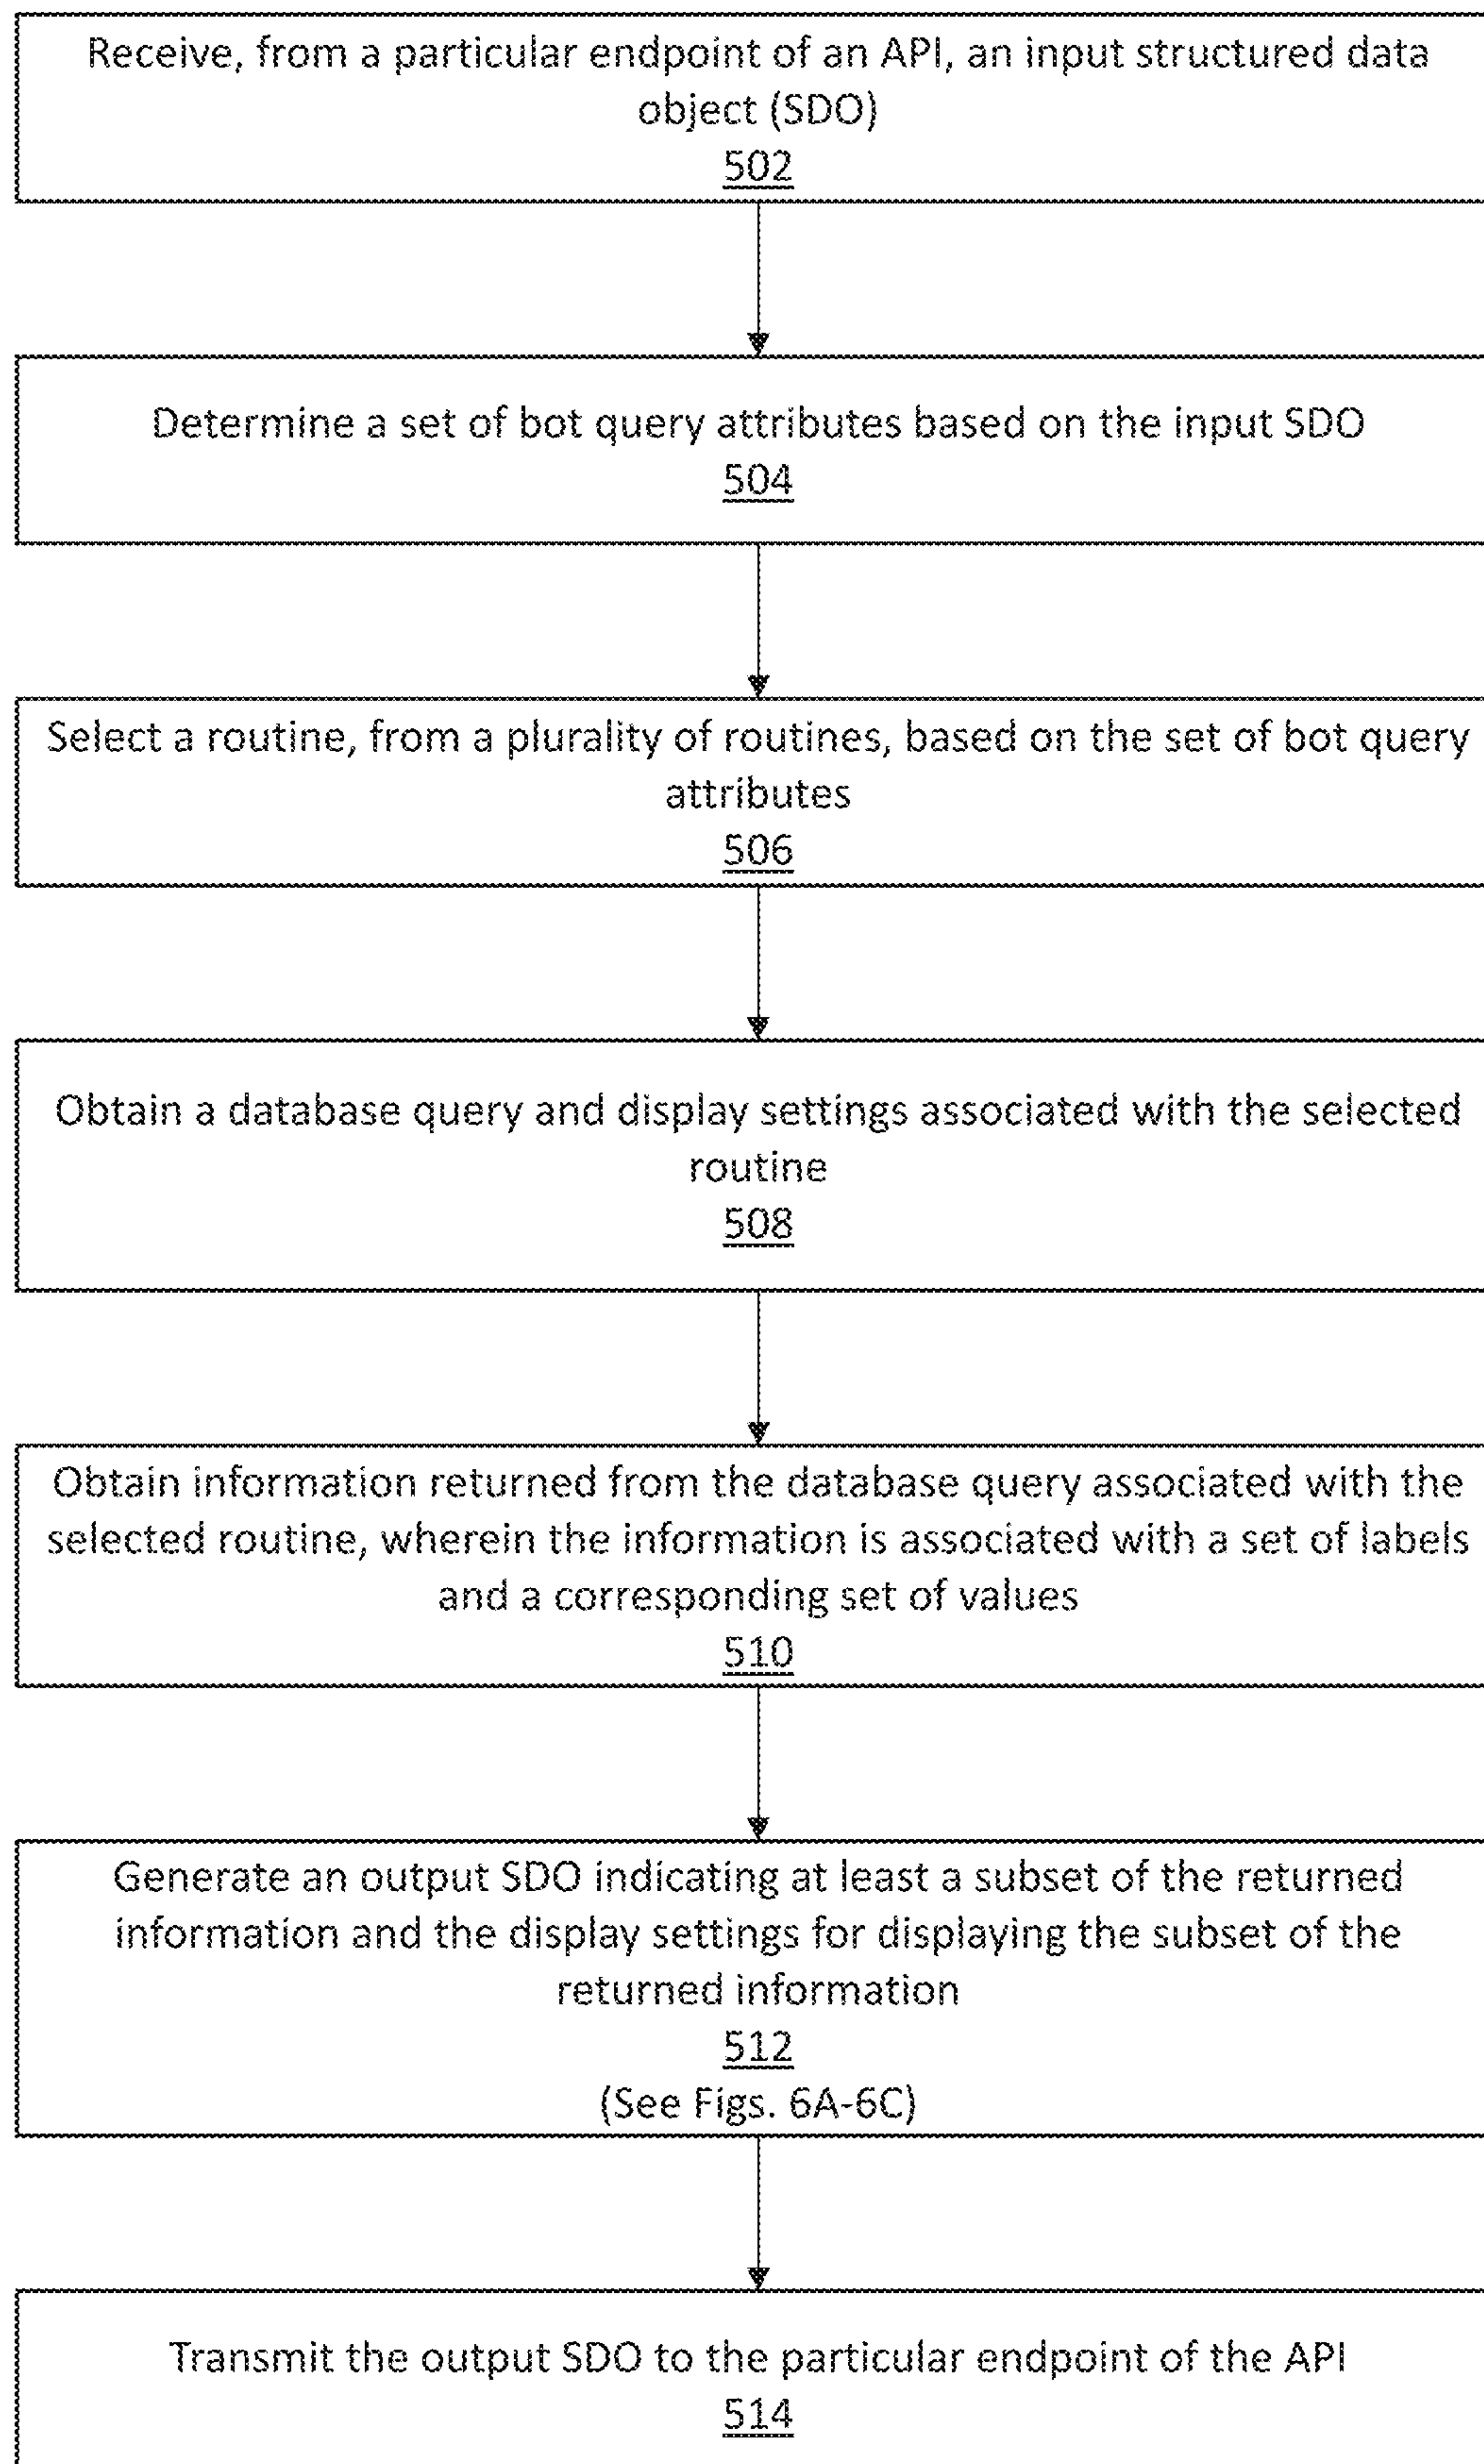 Receive, from a particular endpoint of an API, an input structured data
object (SDO)
502
Determine a set of bot query attributes based on the input SDO
504
Select a routine, from a plurality of routines, based on the set of bot query
attributes
506
Obtain a database query and display settings associated with the selected
routine
508
Obtain information returned from the database query associated with the
selected routine, wherein the information is associated with a set of labels
and a corresponding set of values
510
Generate an output SDO indicating at least a subset of the returned
information and the display settings for displaying the subset of the
returned information
512
(See Figs. 6A-6C)
Transmit the output SDO to the particular endpoint of the API
514